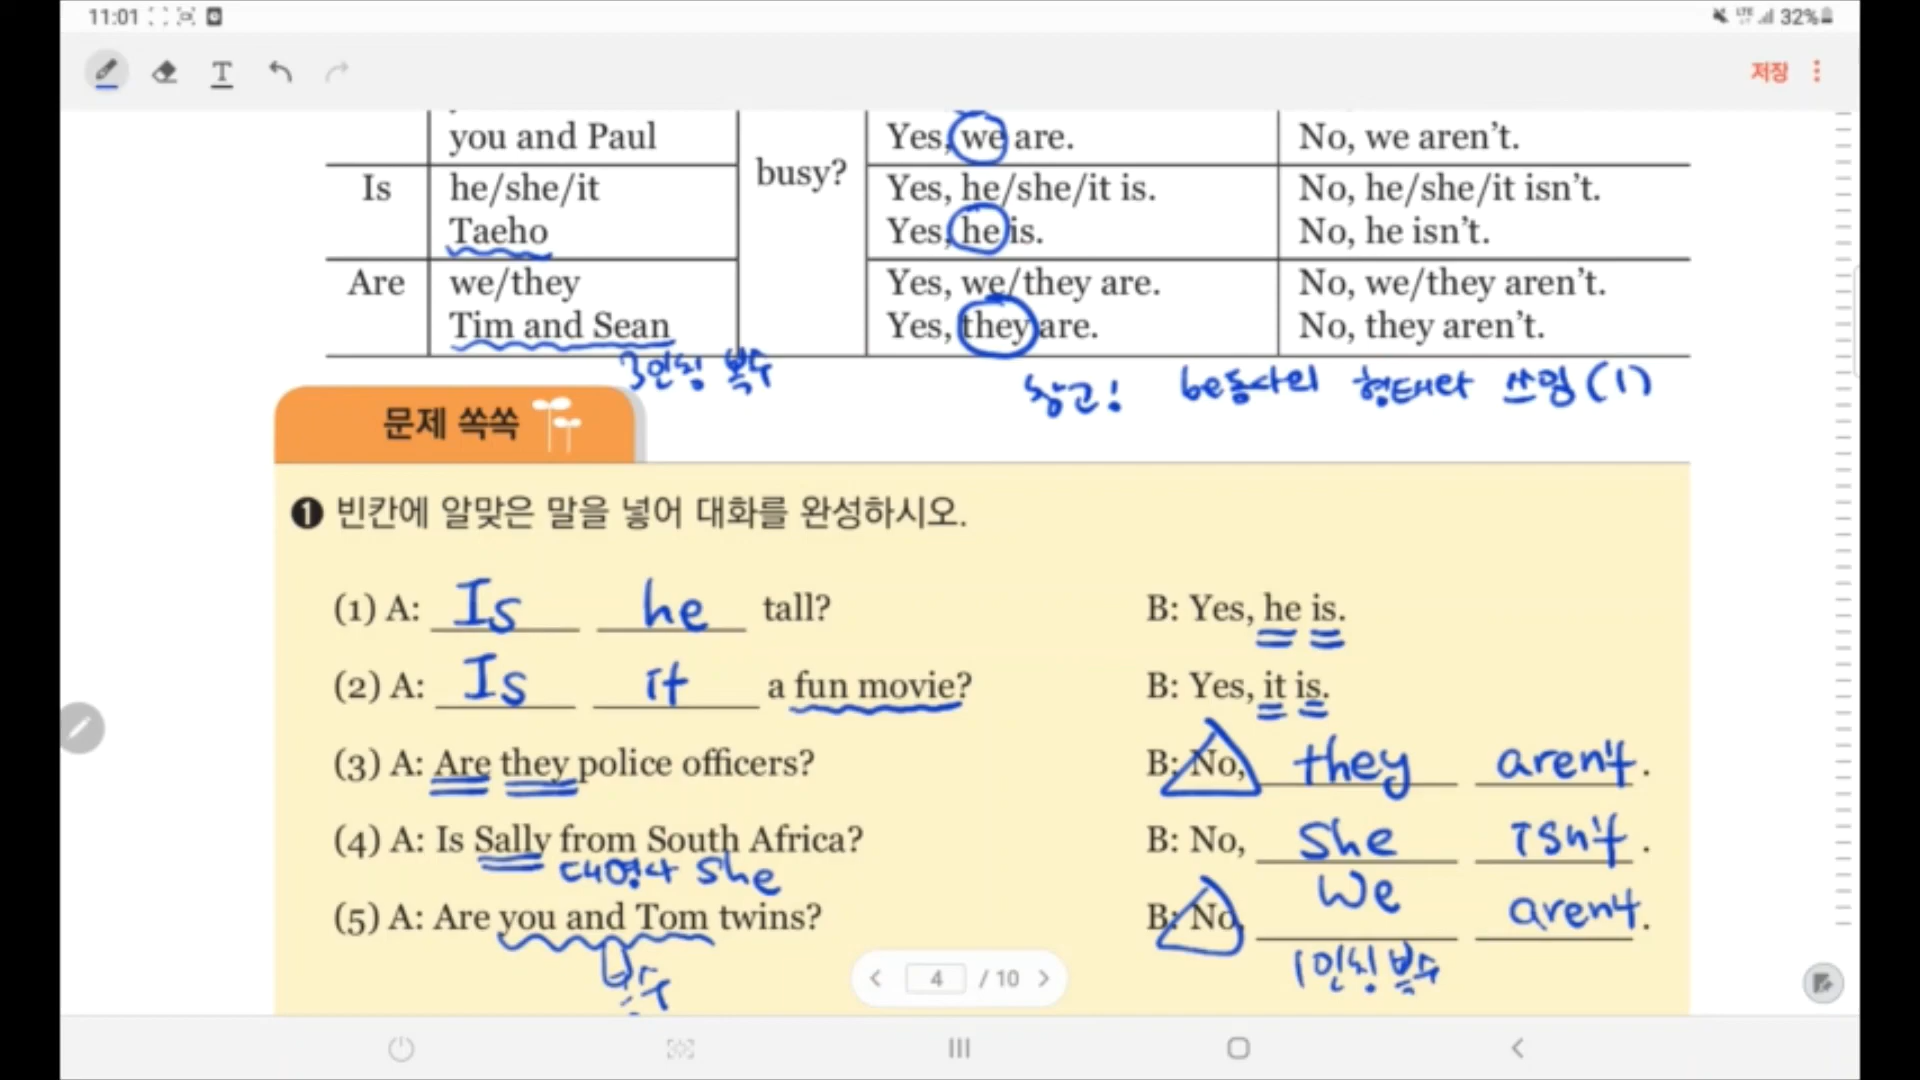 11:01 LTE 32%
T 저장
you and Paul busy? Yes, we are. No, we aren't.
Is he/she/it Yes, he/she/it is. No, he/she/it isn't.
Taeho Yes, he is. No, he isn't.
Are we/they Yes, we/they are. No, we/they aren't.
Tim and Sean Yes, they are. No, they aren't.
3인칭 복수 참고! be동사의 형태와 쓰임 (1)
문제 쏙쏙
❶ 빈칸에 알맞은 말을 넣어 대화를 완성하시오.
(1) A: Is he tall? B: Yes, he is.
(2) A: Is it a fun movie? B: Yes, it is.
(3) A: Are they police officers? B: No, they aren't.
(4) A: Is Sally from South Africa? B: No, she isn't.
대명사 she
(5) A: Are you and Tom twins? B: No, we aren't.
복수 1인칭 복수
4 / 10